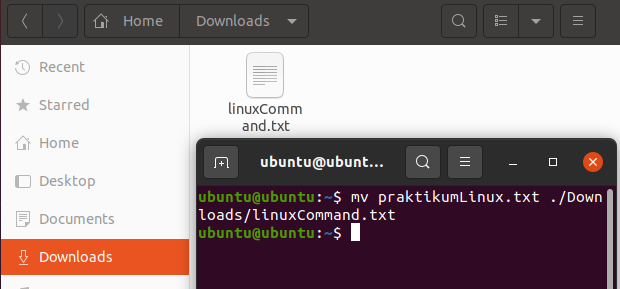 Home Downloads
Recent
Starred
Home
Desktop
Documents
Downloads
linuxComm
and.txt
ubuntu@ubunt...
ubuntu@ubuntu:~$ mv praktikumLinux.txt ./Down
loads/linuxCommand.txt
ubuntu@ubuntu:~$